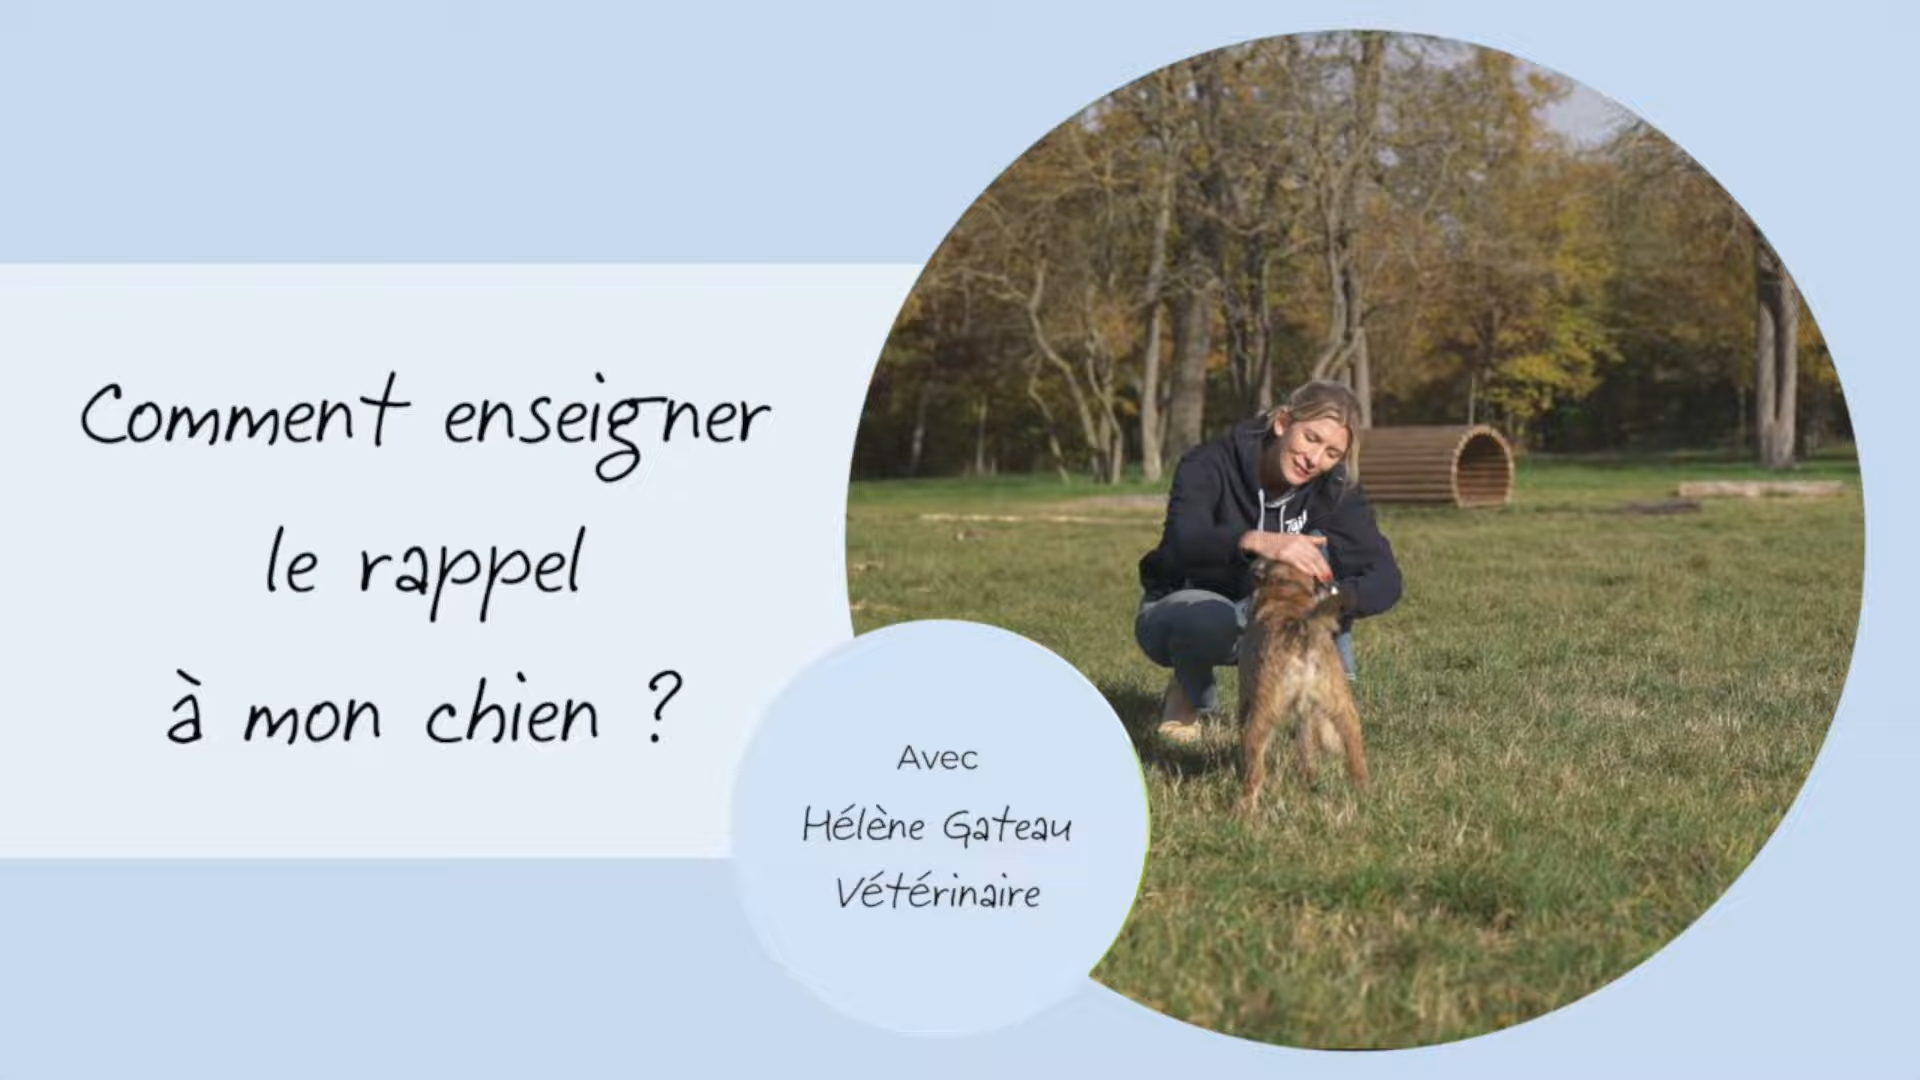 Comment enseigner
le rappel
à mon chien ?
Avec
Hélène Gateau
Vétérinaire